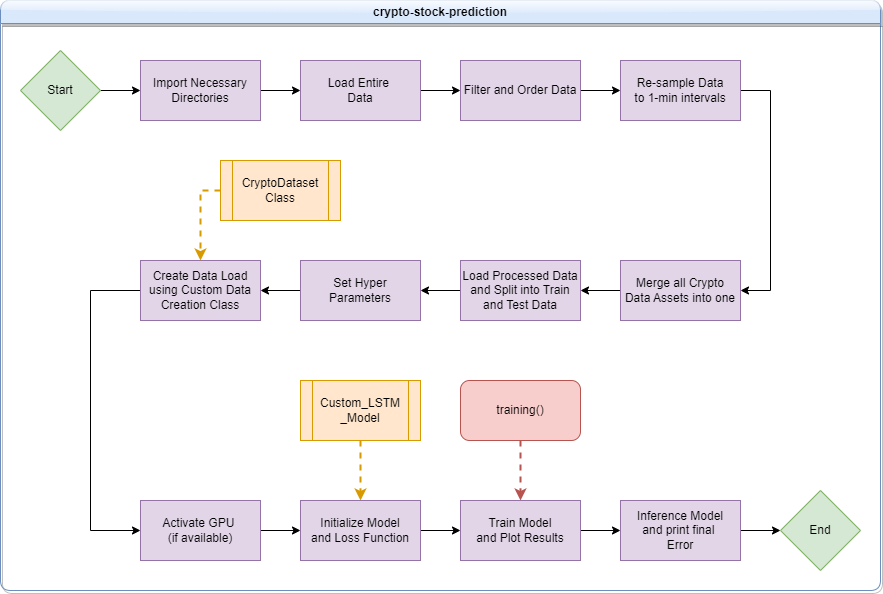 crypto-stock-prediction
Start
Import Necessary
Directories
Load Entire
Data
Filter and Order Data
Re-sample Data
to 1-min intervals
CryptoDataset
Class
Create Data Load
using Custom Data
Creation Class
Set Hyper
Parameters
Load Processed Data
and Split into Train
and Test Data
Merge all Crypto
Data Assets into one
Custom_LSTM
_Model
training()
Activate GPU
(if available)
Initialize Model
and Loss Function
Train Model
and Plot Results
Inference Model
and print final
Error
End